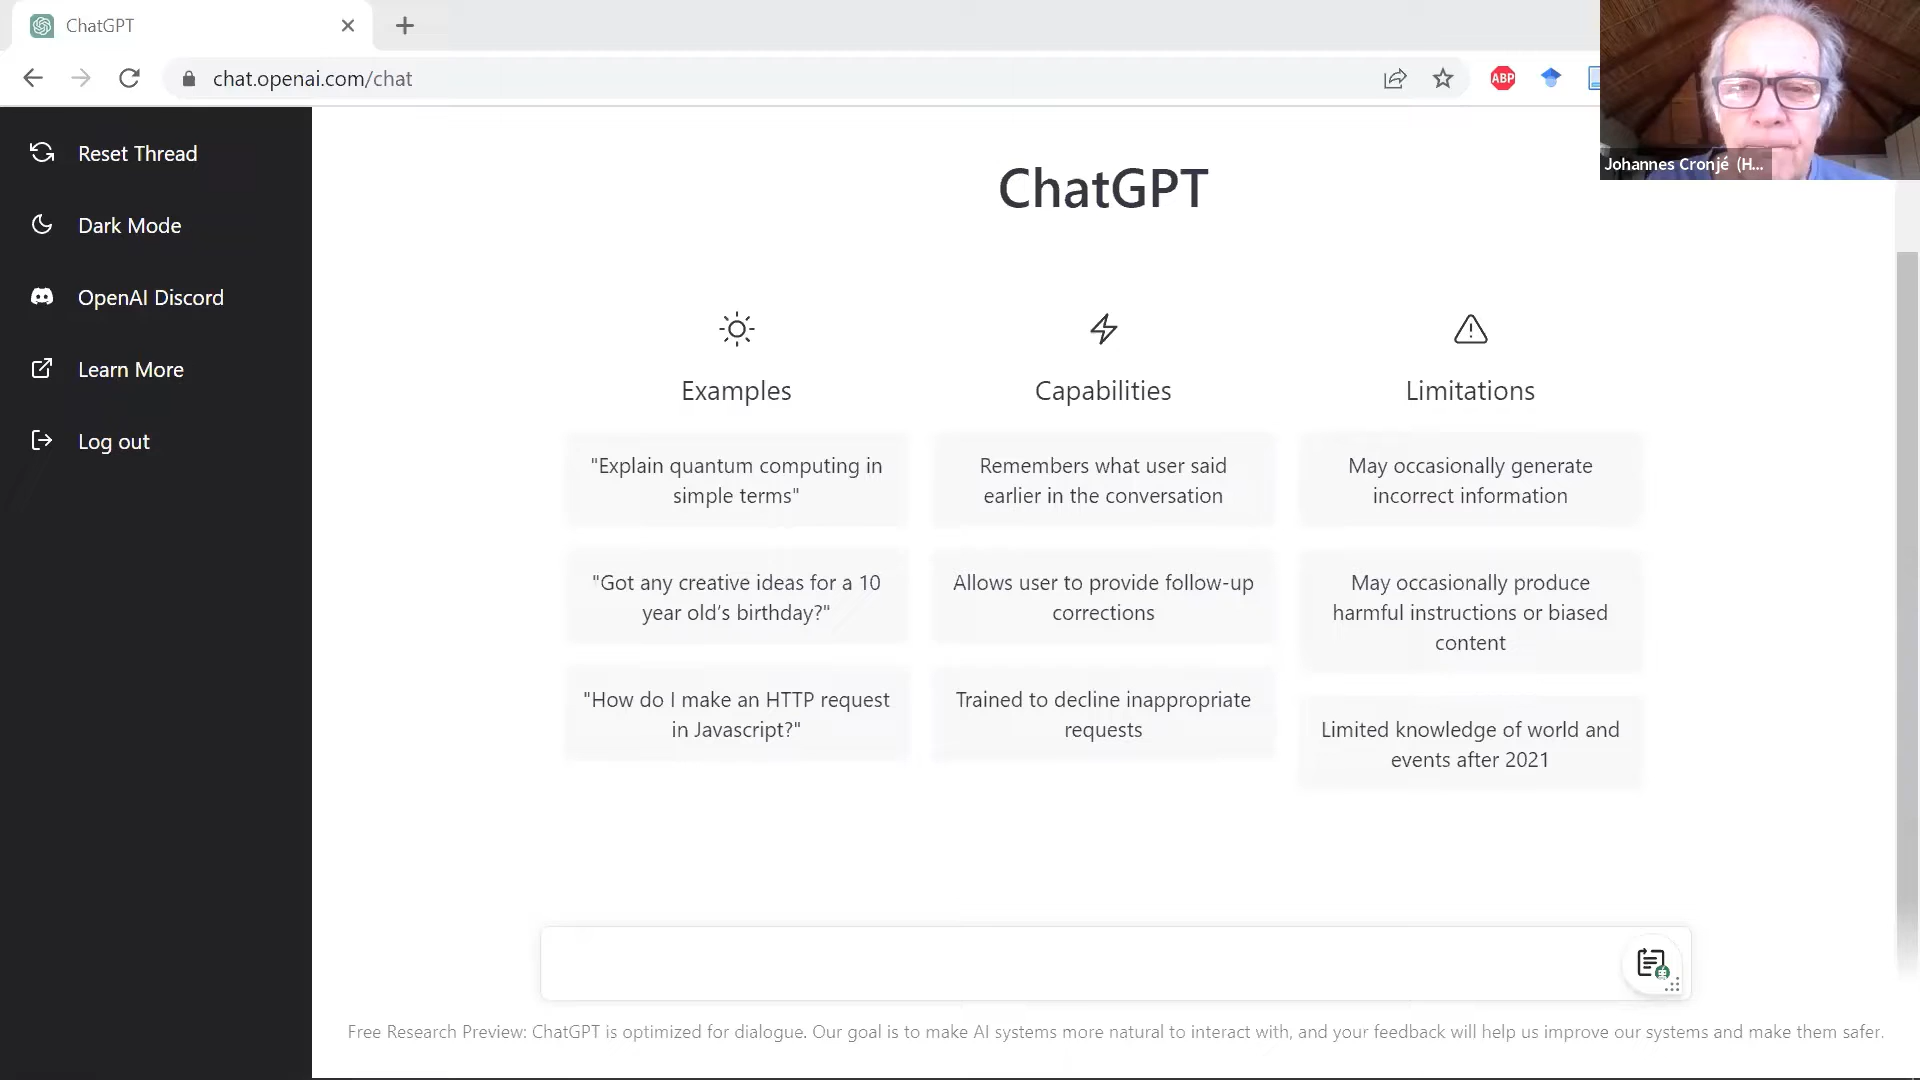 ChatGPT
chat.openai.com/chat
ABP
Johannes Cronjé (H...
Reset Thread
Dark Mode
OpenAI Discord
Learn More
Log out
ChatGPT
Examples
"Explain quantum computing in
simple terms"
"Got any creative ideas for a 10
year old’s birthday?"
"How do I make an HTTP request
in Javascript?"
Capabilities
Remembers what user said
earlier in the conversation
Allows user to provide follow-up
corrections
Trained to decline inappropriate
requests
Limitations
May occasionally generate
incorrect information
May occasionally produce
harmful instructions or biased
content
Limited knowledge of world and
events after 2021
Free Research Preview: ChatGPT is optimized for dialogue. Our goal is to make AI systems more natural to interact with, and your feedback will help us improve our systems and make them safer.